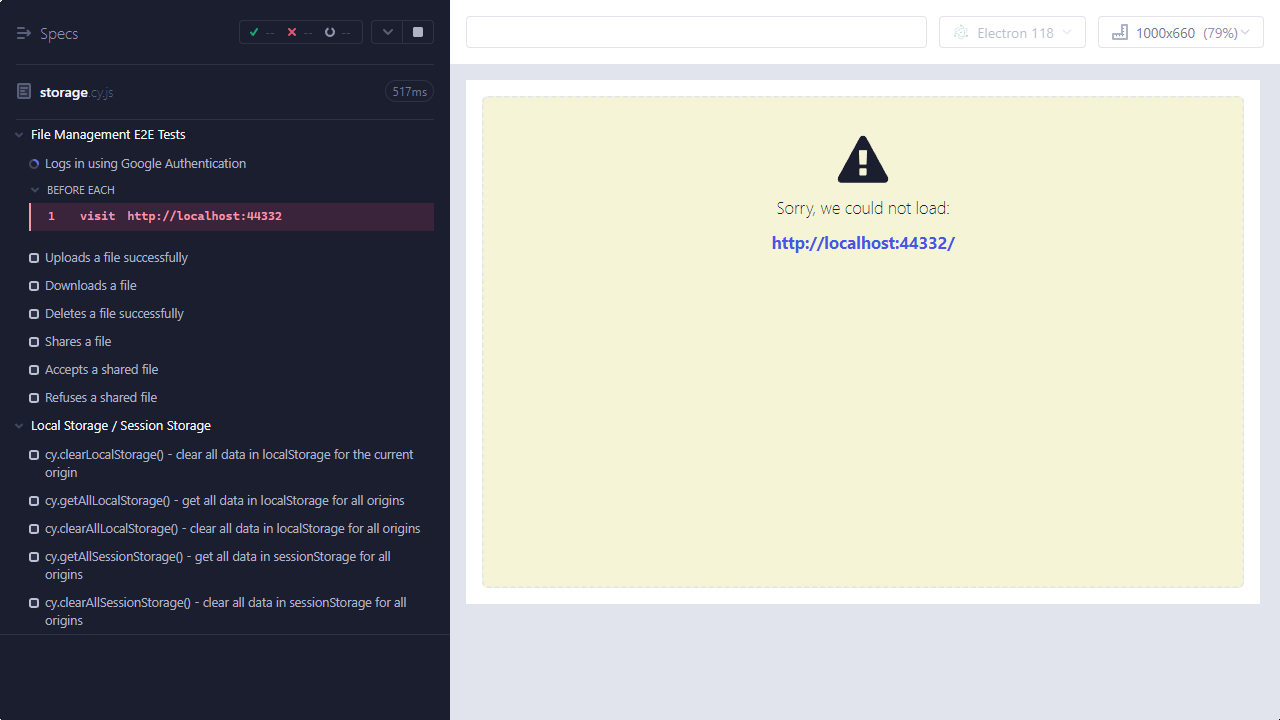 Specs
-- -- --
storage.cy.js
517ms
File Management E2E Tests
Logs in using Google Authentication
BEFORE EACH
1 visit http://localhost:44332
Uploads a file successfully
Downloads a file
Deletes a file successfully
Shares a file
Accepts a shared file
Refuses a shared file
Local Storage / Session Storage
cy.clearLocalStorage() - clear all data in localStorage for the current
origin
cy.getAllLocalStorage() - get all data in localStorage for all origins
cy.clearAllLocalStorage() - clear all data in localStorage for all origins
cy.getAllSessionStorage() - get all data in sessionStorage for all
origins
cy.clearAllSessionStorage() - clear all data in sessionStorage for all
origins
Electron 118
1000x660 (79%)
Sorry, we could not load:
http://localhost:44332/